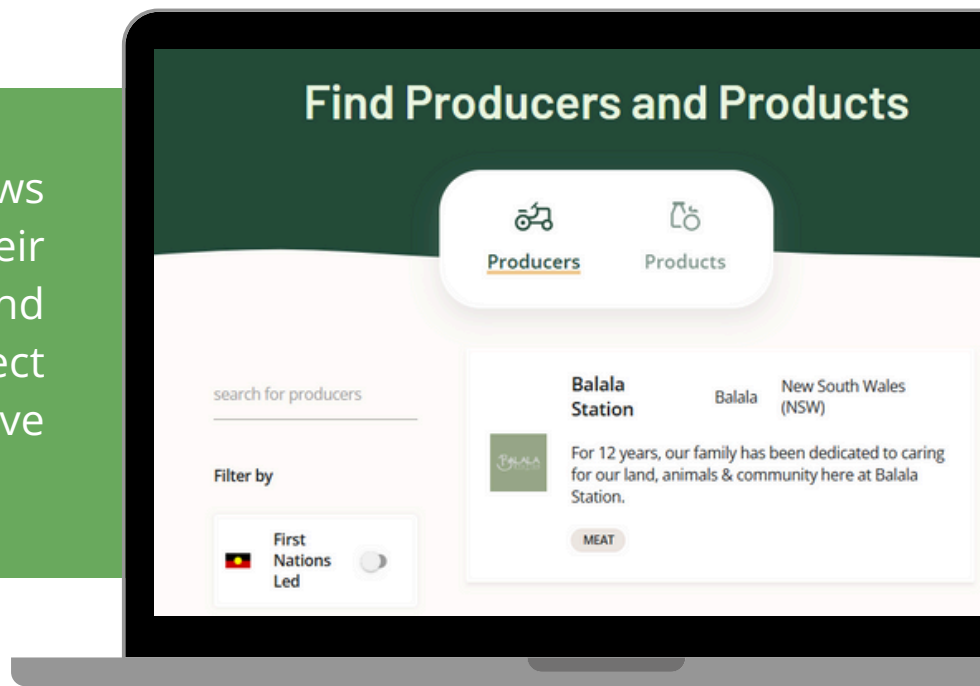 ws
eir
nd
ect
ve
Find Producers and Products
Producers
Products
search for producers
Filter by
First
Nations
Led
Balala
Station
Balala
New South Wales
(NSW)
BALALA
For 12 years, our family has been dedicated to caring
for our land, animals & community here at Balala
Station.
MEAT